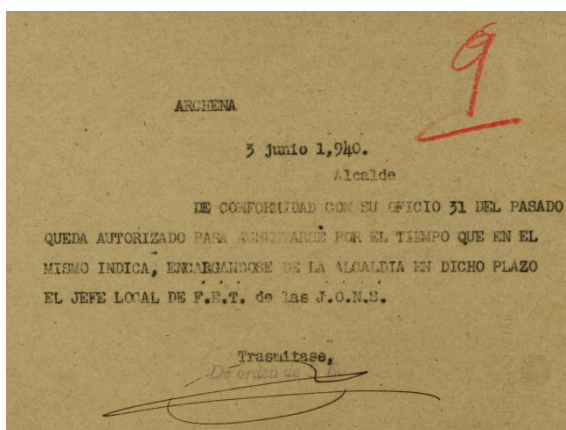 9
ARCHENA
3 junio 1,940.
Alcalde
DE CONFORMIDAD CON SU OFICIO 31 DEL PASADO
QUEDA AUTORIZADO PARA AUSENTARSE POR EL TIEMPO QUE EN EL
MISMO INDICA, ENCARGANDOSE DE LA ALCALDIA EN DICHO PLAZO
EL JEFE LOCAL DE F.E.T. de las J.O.N.S.
Trasmitase,
De orden de